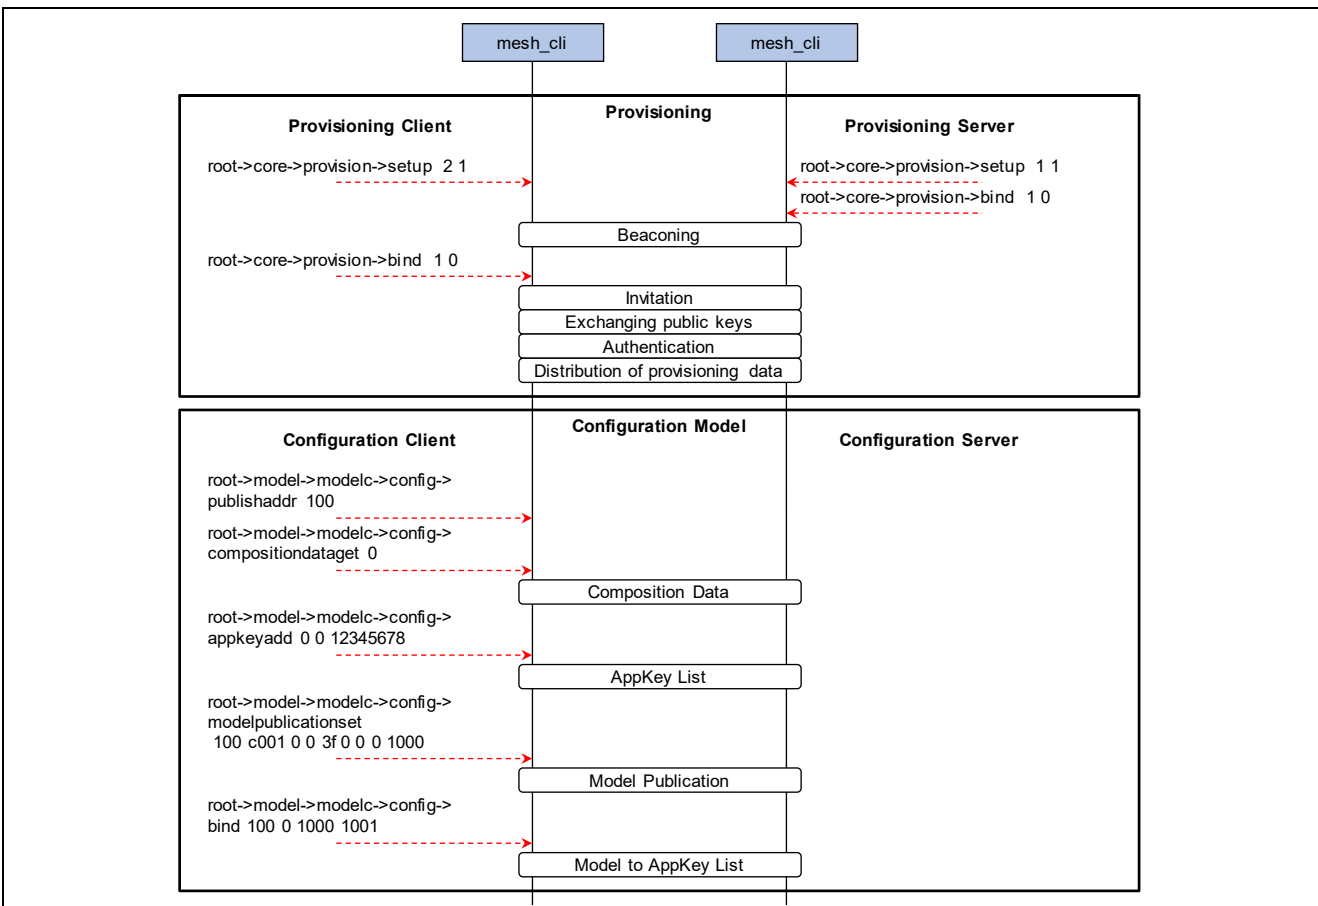 mesh_cli
mesh_cli
Provisioning
Provisioning Client
Provisioning Server
root->core->provision->setup 2 1
root->core->provision->setup 1 1
root->core->provision->bind 1 0
Beaconing
root->core->provision->bind 1 0
Invitation
Exchanging public keys
Authentication
Distribution of provisioning data
Configuration Model
Configuration Client
Configuration Server
root->model->modelc->config->
publishaddr 100
root->model->modelc->config->
compositiondataget 0
Composition Data
root->model->modelc->config->
appkeyadd 0 0 12345678
AppKey List
root->model->modelc->config->
modelpublicationset
100 c001 0 0 3f 0 0 0 1000
Model Publication
root->model->modelc->config->
bind 100 0 1000 1001
Model to AppKey List